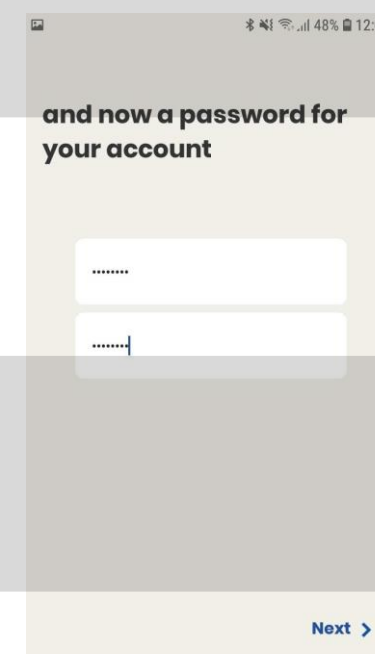 48% 12:
and now a password for
your account
••••••••
••••••••
Next >